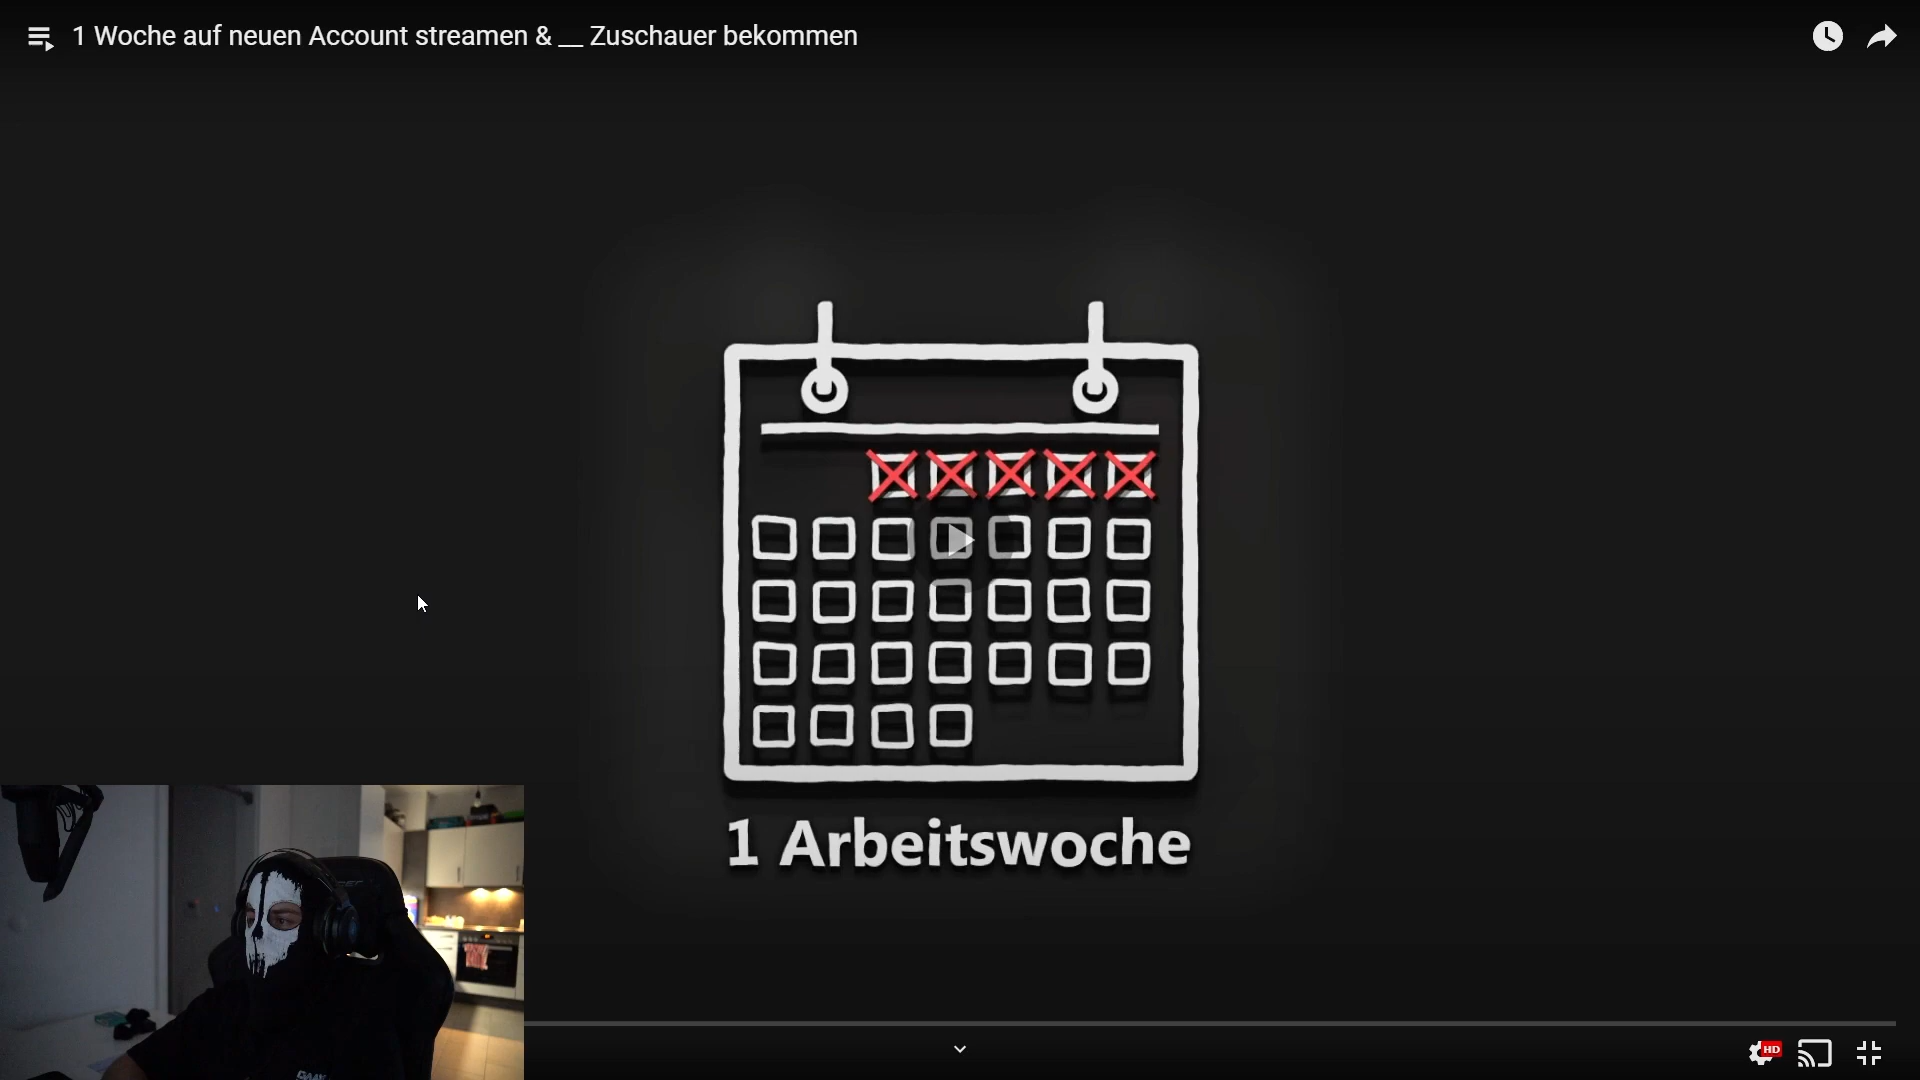 1 Woche auf neuen Account streamen & __ Zuschauer bekommen
1 Arbeitswoche
HD